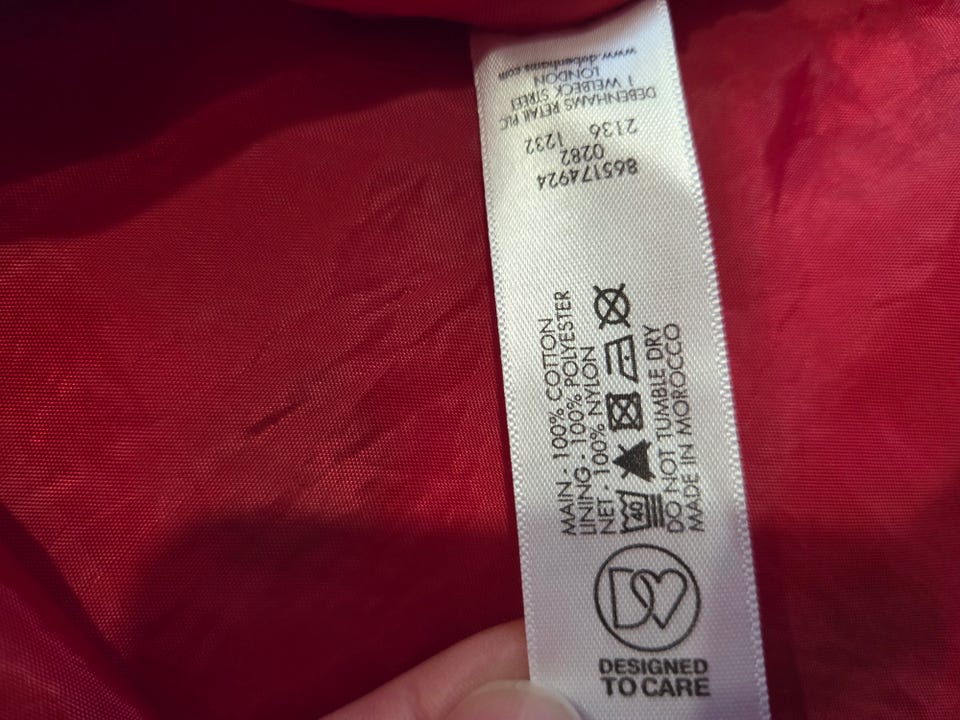 865174924
0282
2136 1232
DEBENHAMS RETAIL PLC
1 WELBECK STREET
LONDON
www.debenhams.com
MAIN - 100% COTTON
LINING - 100% POLYESTER
NET - 100% NYLON
40
DO NOT TUMBLE DRY
MADE IN MOROCCO
DESIGNED
TO CARE